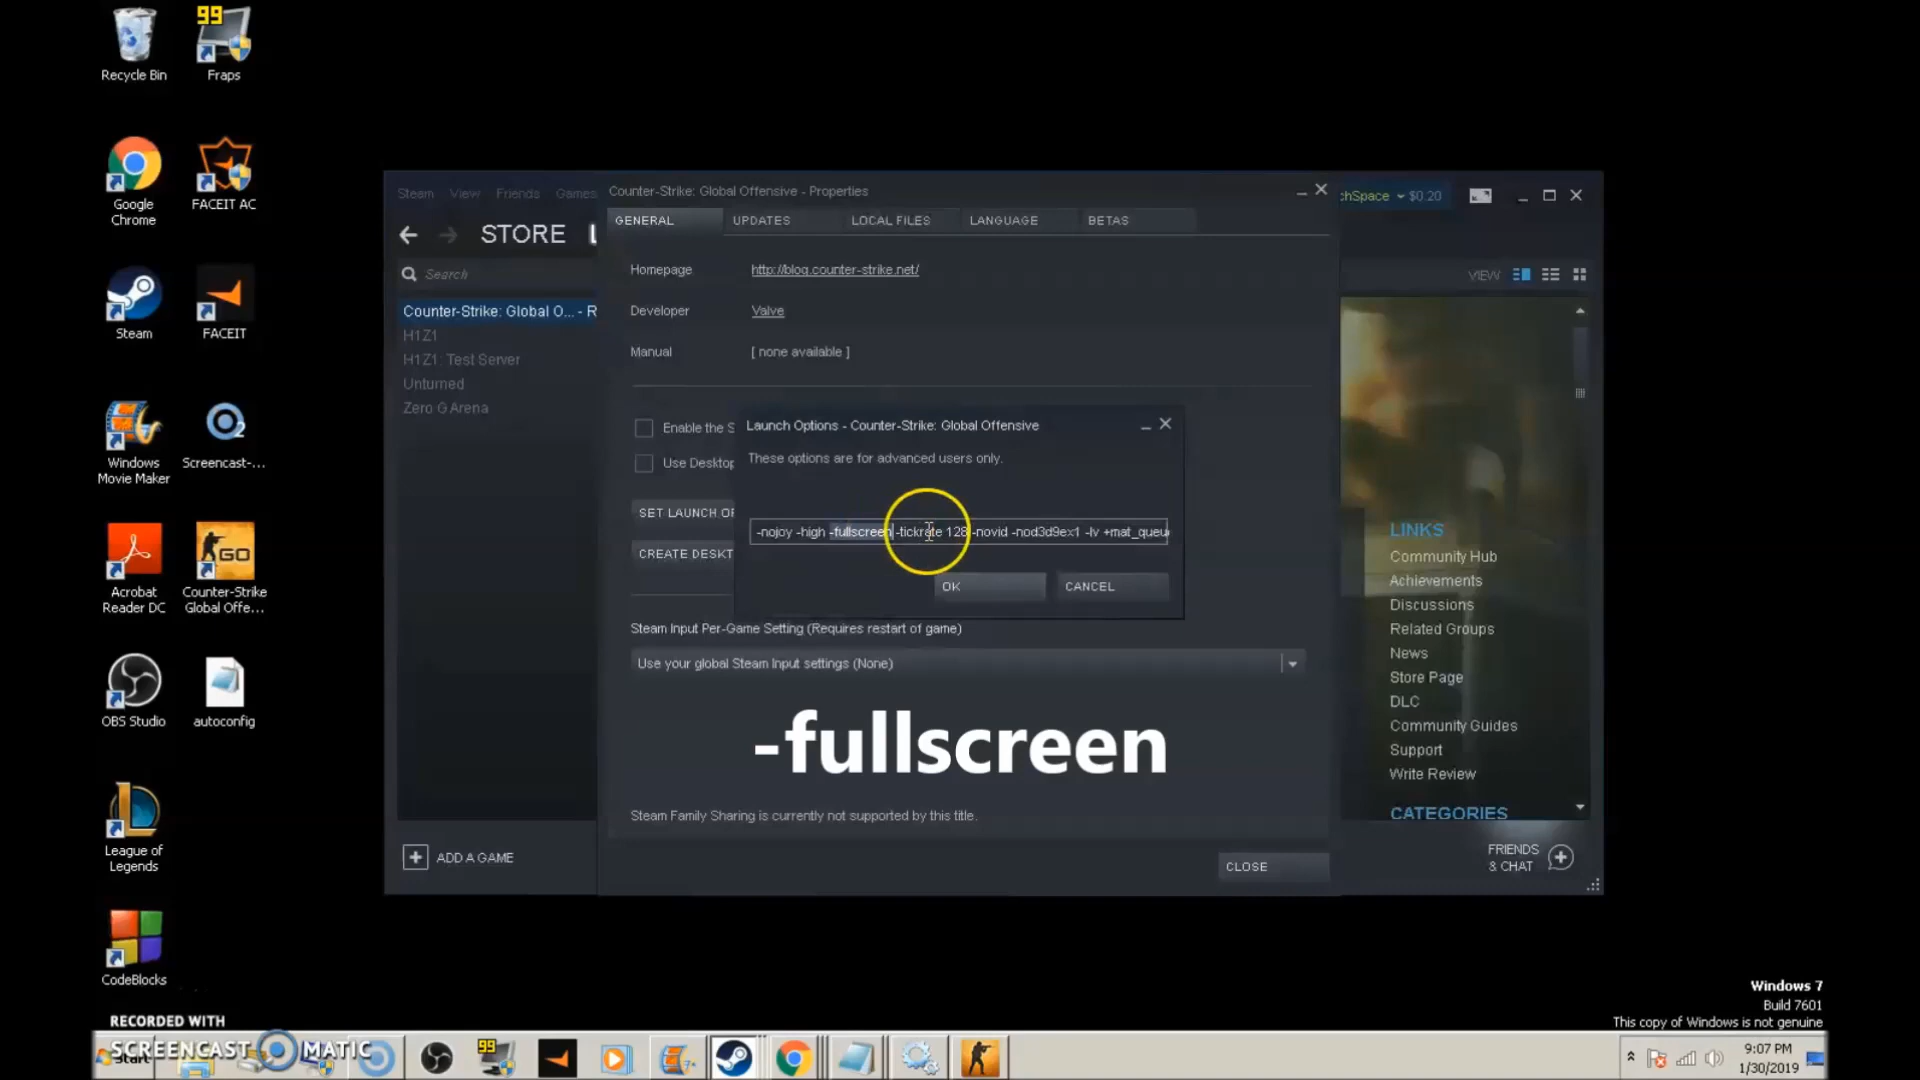 99
Recycle Bin
Fraps
Google
Chrome
FACEIT AC
Steam
FACEIT
Windows
Movie Maker
Screencast-...
Acrobat
Reader DC
GO
Counter-Strike
Global Offe...
OBS Studio
autoconfig
League of
Legends
CodeBlocks
Steam View Friends Games
STORE
Search
Counter-Strike: Global O... - R
H1Z1
H1Z1: Test Server
Unturned
Zero G Arena
+ ADD A GAME
Counter-Strike: Global Offensive - Properties
GENERAL UPDATES LOCAL FILES LANGUAGE BETAS
Homepage http://blog.counter-strike.net/
Developer Valve
Manual [ none available ]
Enable the S
Use Desktop
SET LAUNCH OP
CREATE DESKT
Launch Options - Counter-Strike: Global Offensive
These options are for advanced users only.
-nojoy -high -fullscreen -tickrate 128 -novid -nod3d9ex1 -lv +mat_queu
OK CANCEL
Steam Input Per-Game Setting (Requires restart of game)
Use your global Steam Input settings (None)
-fullscreen
Steam Family Sharing is currently not supported by this title.
CLOSE
chSpace $0.20
VIEW
LINKS
Community Hub
Achievements
Discussions
Related Groups
News
Store Page
DLC
Community Guides
Support
Write Review
CATEGORIES
FRIENDS
& CHAT
Windows 7
Build 7601
This copy of Windows is not genuine
RECORDED WITH
SCREENCAST MATIC
Start
99
9:07 PM
1/30/2019